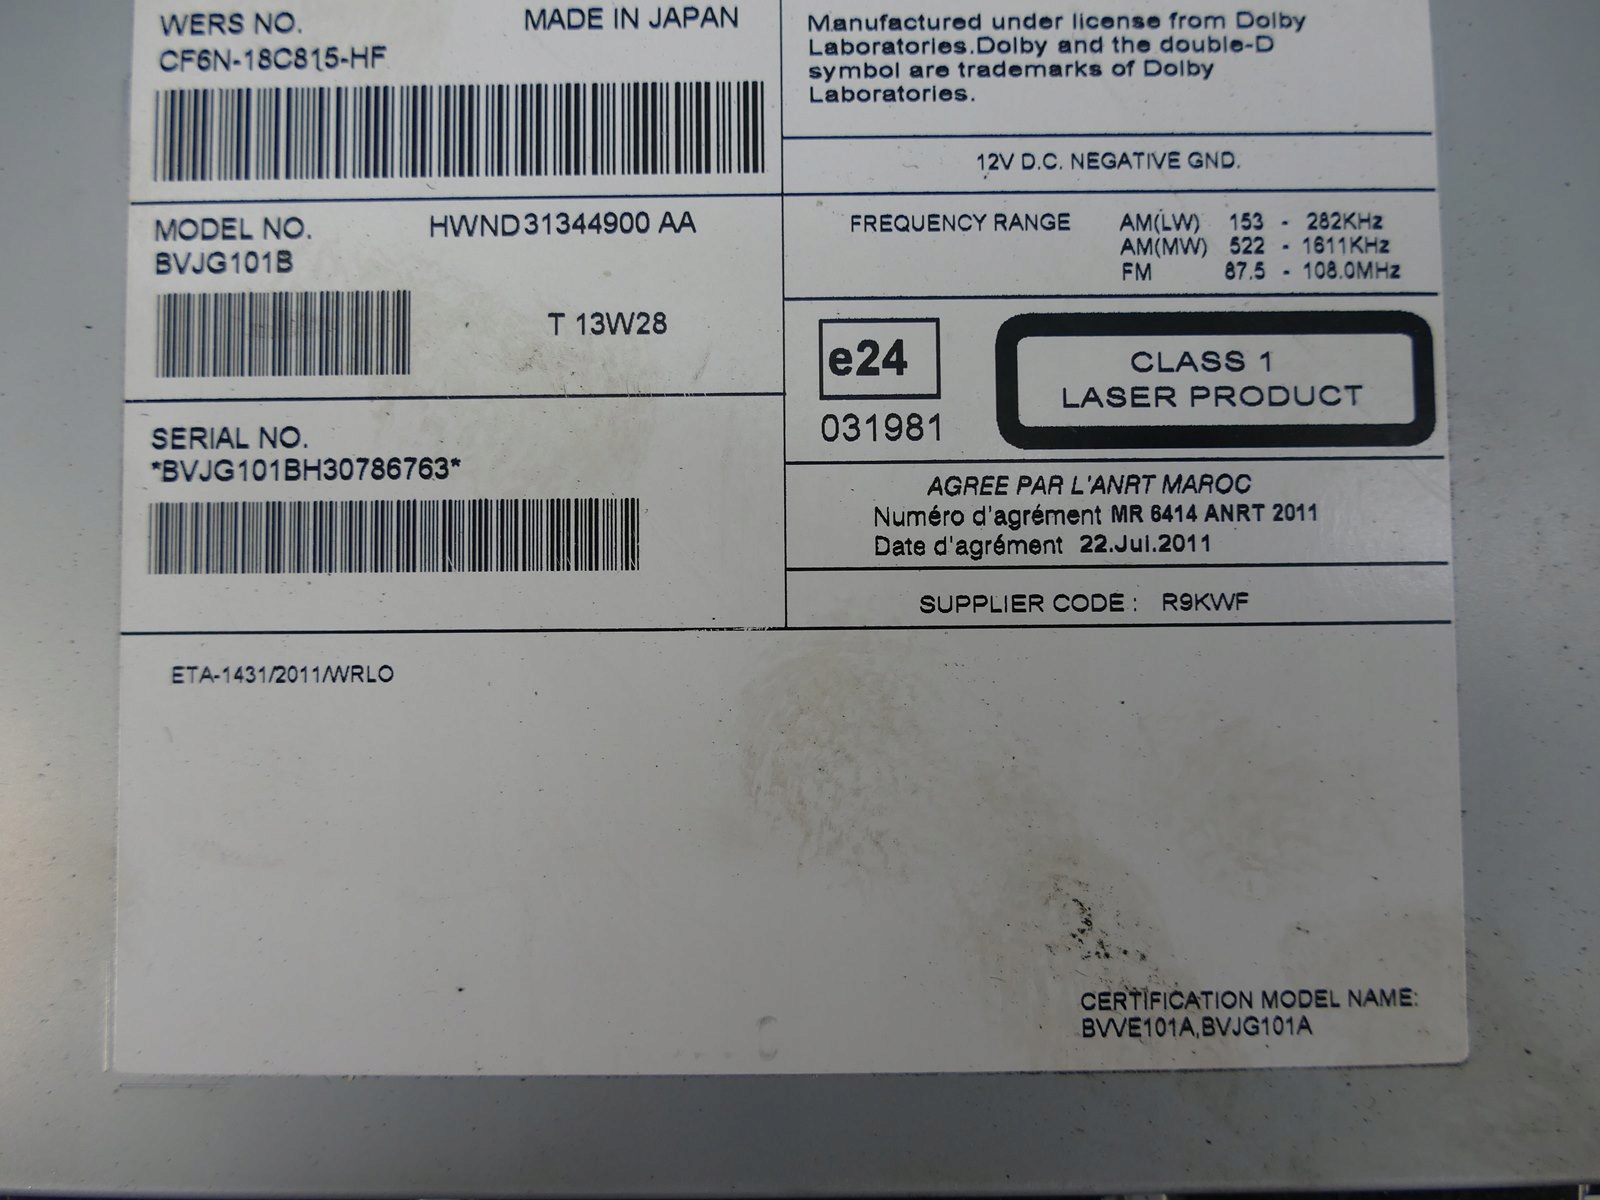 WERS NO.
MADE IN JAPAN
CF6N-18C815-HF
MODEL NO.
HWND31344900 AA
BVJG101B
T 13W28
SERIAL NO.
*BVJG101BH30786763*
Manufactured under license from Dolby
Laboratories.Dolby and the double-D
symbol are trademarks of Dolby
Laboratories.
12V D.C. NEGATIVE GND.
FREQUENCY RANGE AM(LW) 153 - 282KHz
AM(MW) 522 - 1611KHz
FM 87.5 - 108.0MHz
e24
031981
CLASS 1
LASER PRODUCT
AGREE PAR L'ANRT MAROC
Numéro d'agrément MR 6414 ANRT 2011
Date d'agrément 22.Jul.2011
SUPPLIER CODE : R9KWF
ETA-1431/2011/WRLO
CERTIFICATION MODEL NAME:
BVVE101A,BVJG101A